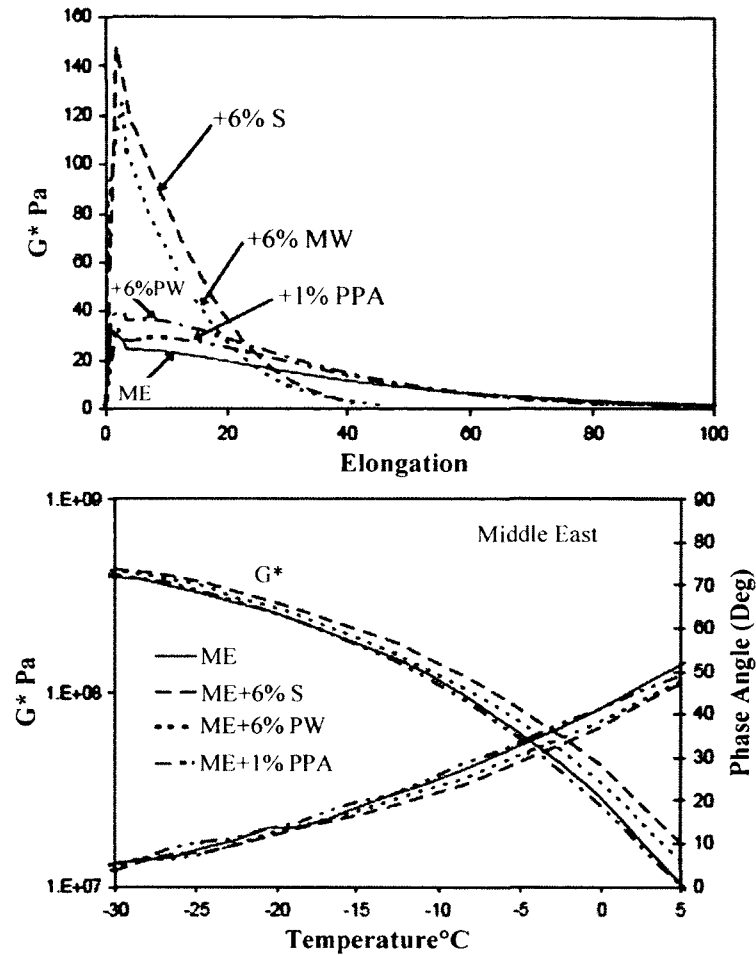 160
140
120
100
80
60
40
20
0
G* Pa
+6% S
+6% MW
+6%PW
+1% PPA
ME
0 20 40 60 80 100
Elongation
1.E+09
1.E+08
1.E+07
G* Pa
Middle East
G*
ME
ME+6% S
ME+6% PW
ME+1% PPA
90
80
70
60
50
40
30
20
10
0
Phase Angle (Deg)
-30 -25 -20 -15 -10 -5 0 5
Temperature°C